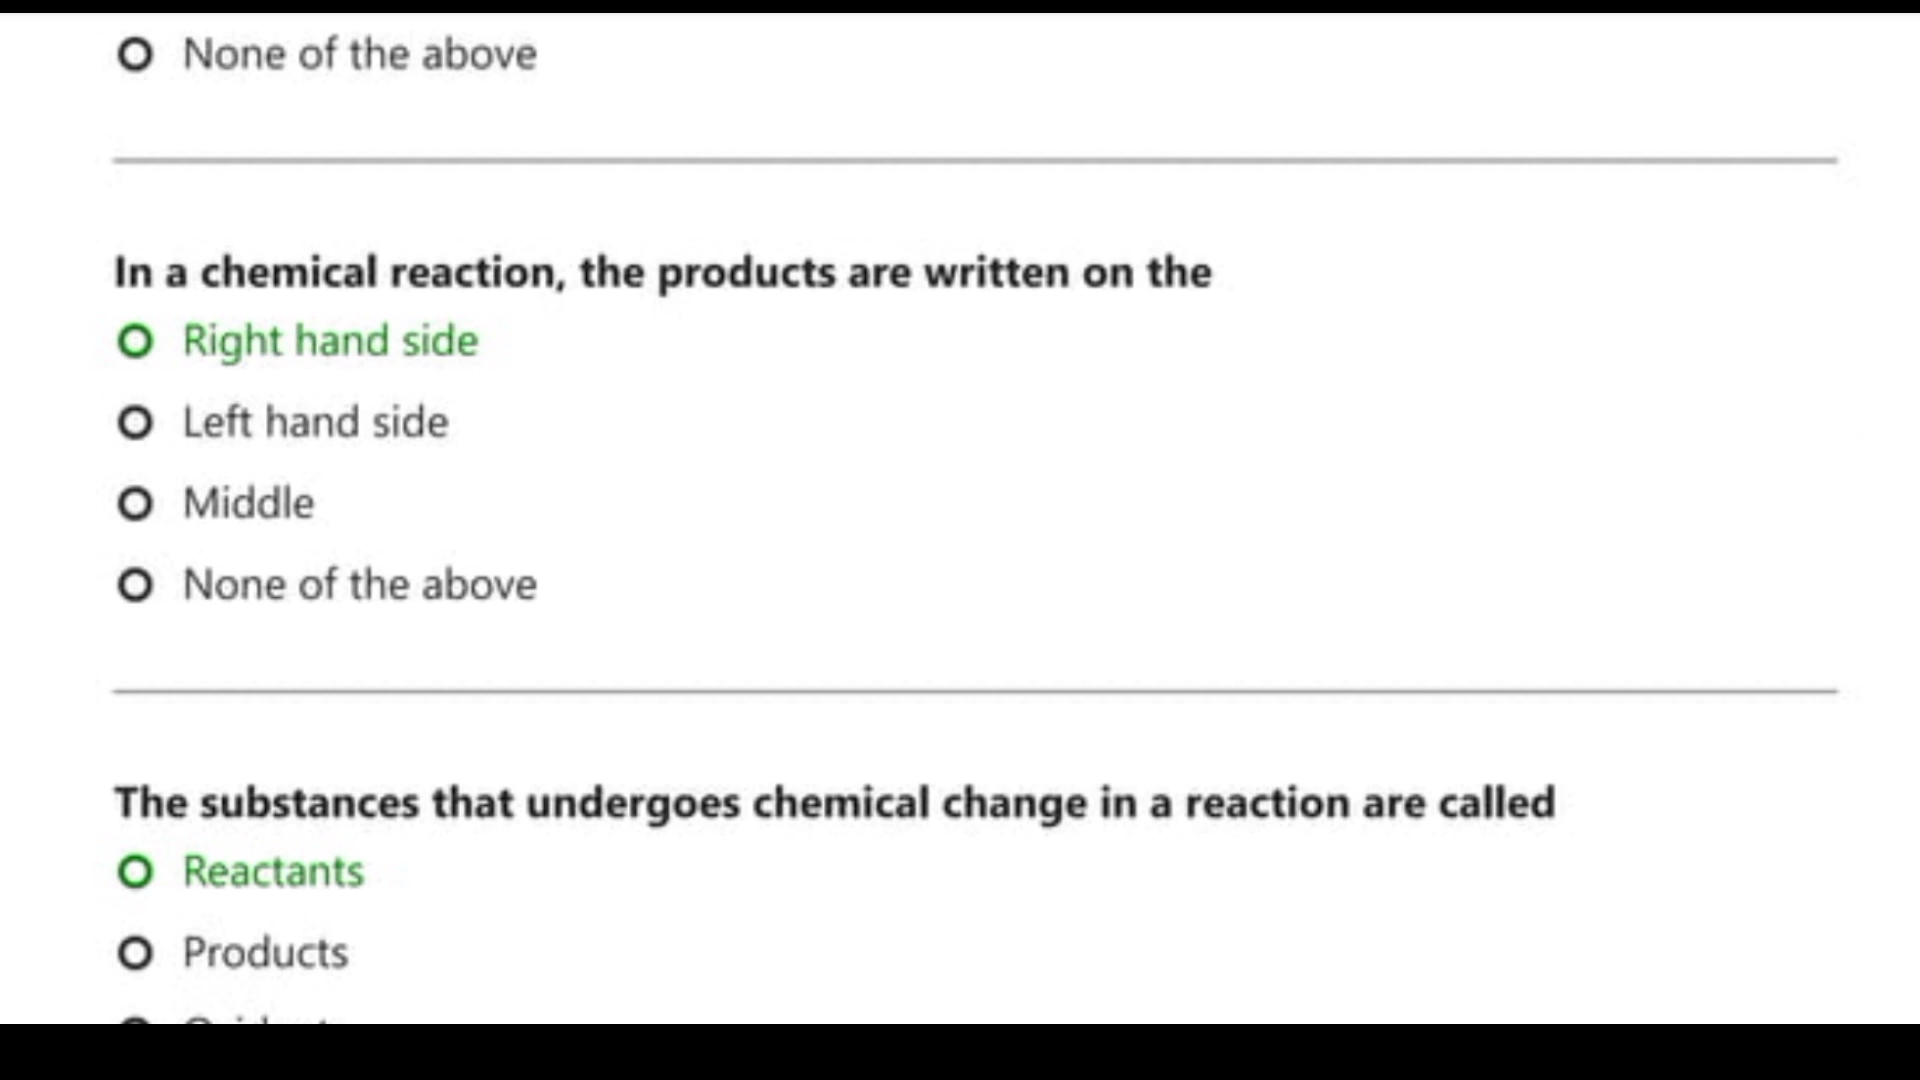 None of the above
In a chemical reaction, the products are written on the
Right hand side
Left hand side
Middle
None of the above
The substances that undergoes chemical change in a reaction are called
Reactants
Products